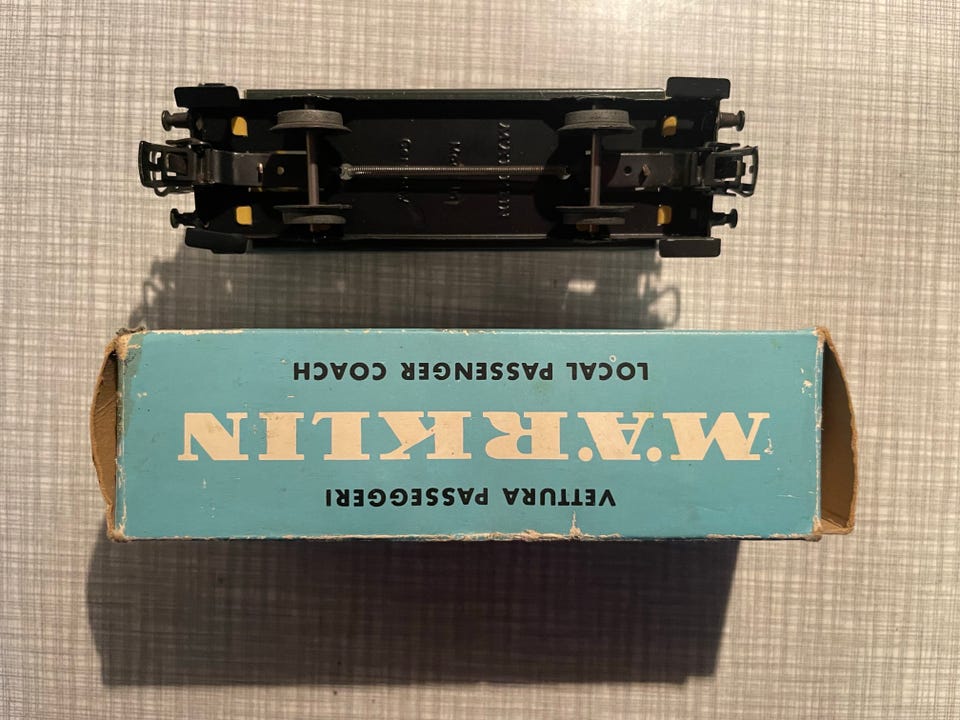 VETTURA PASSEGGERI
MÄRKLIN
LOCAL PASSENGER COACH